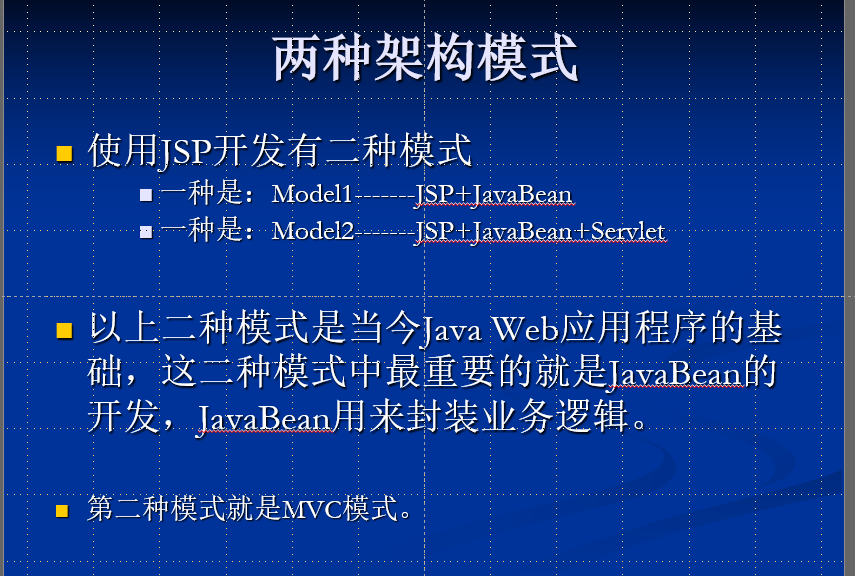 两种架构模式
使用JSP开发有二种模式
一种是：Model1-------JSP+JavaBean
一种是：Model2-------JSP+JavaBean+Servlet
以上二种模式是当今Java Web应用程序的基
础，这二种模式中最重要的就是JavaBean的
开发，JavaBean用来封装业务逻辑。
第二种模式就是MVC模式。